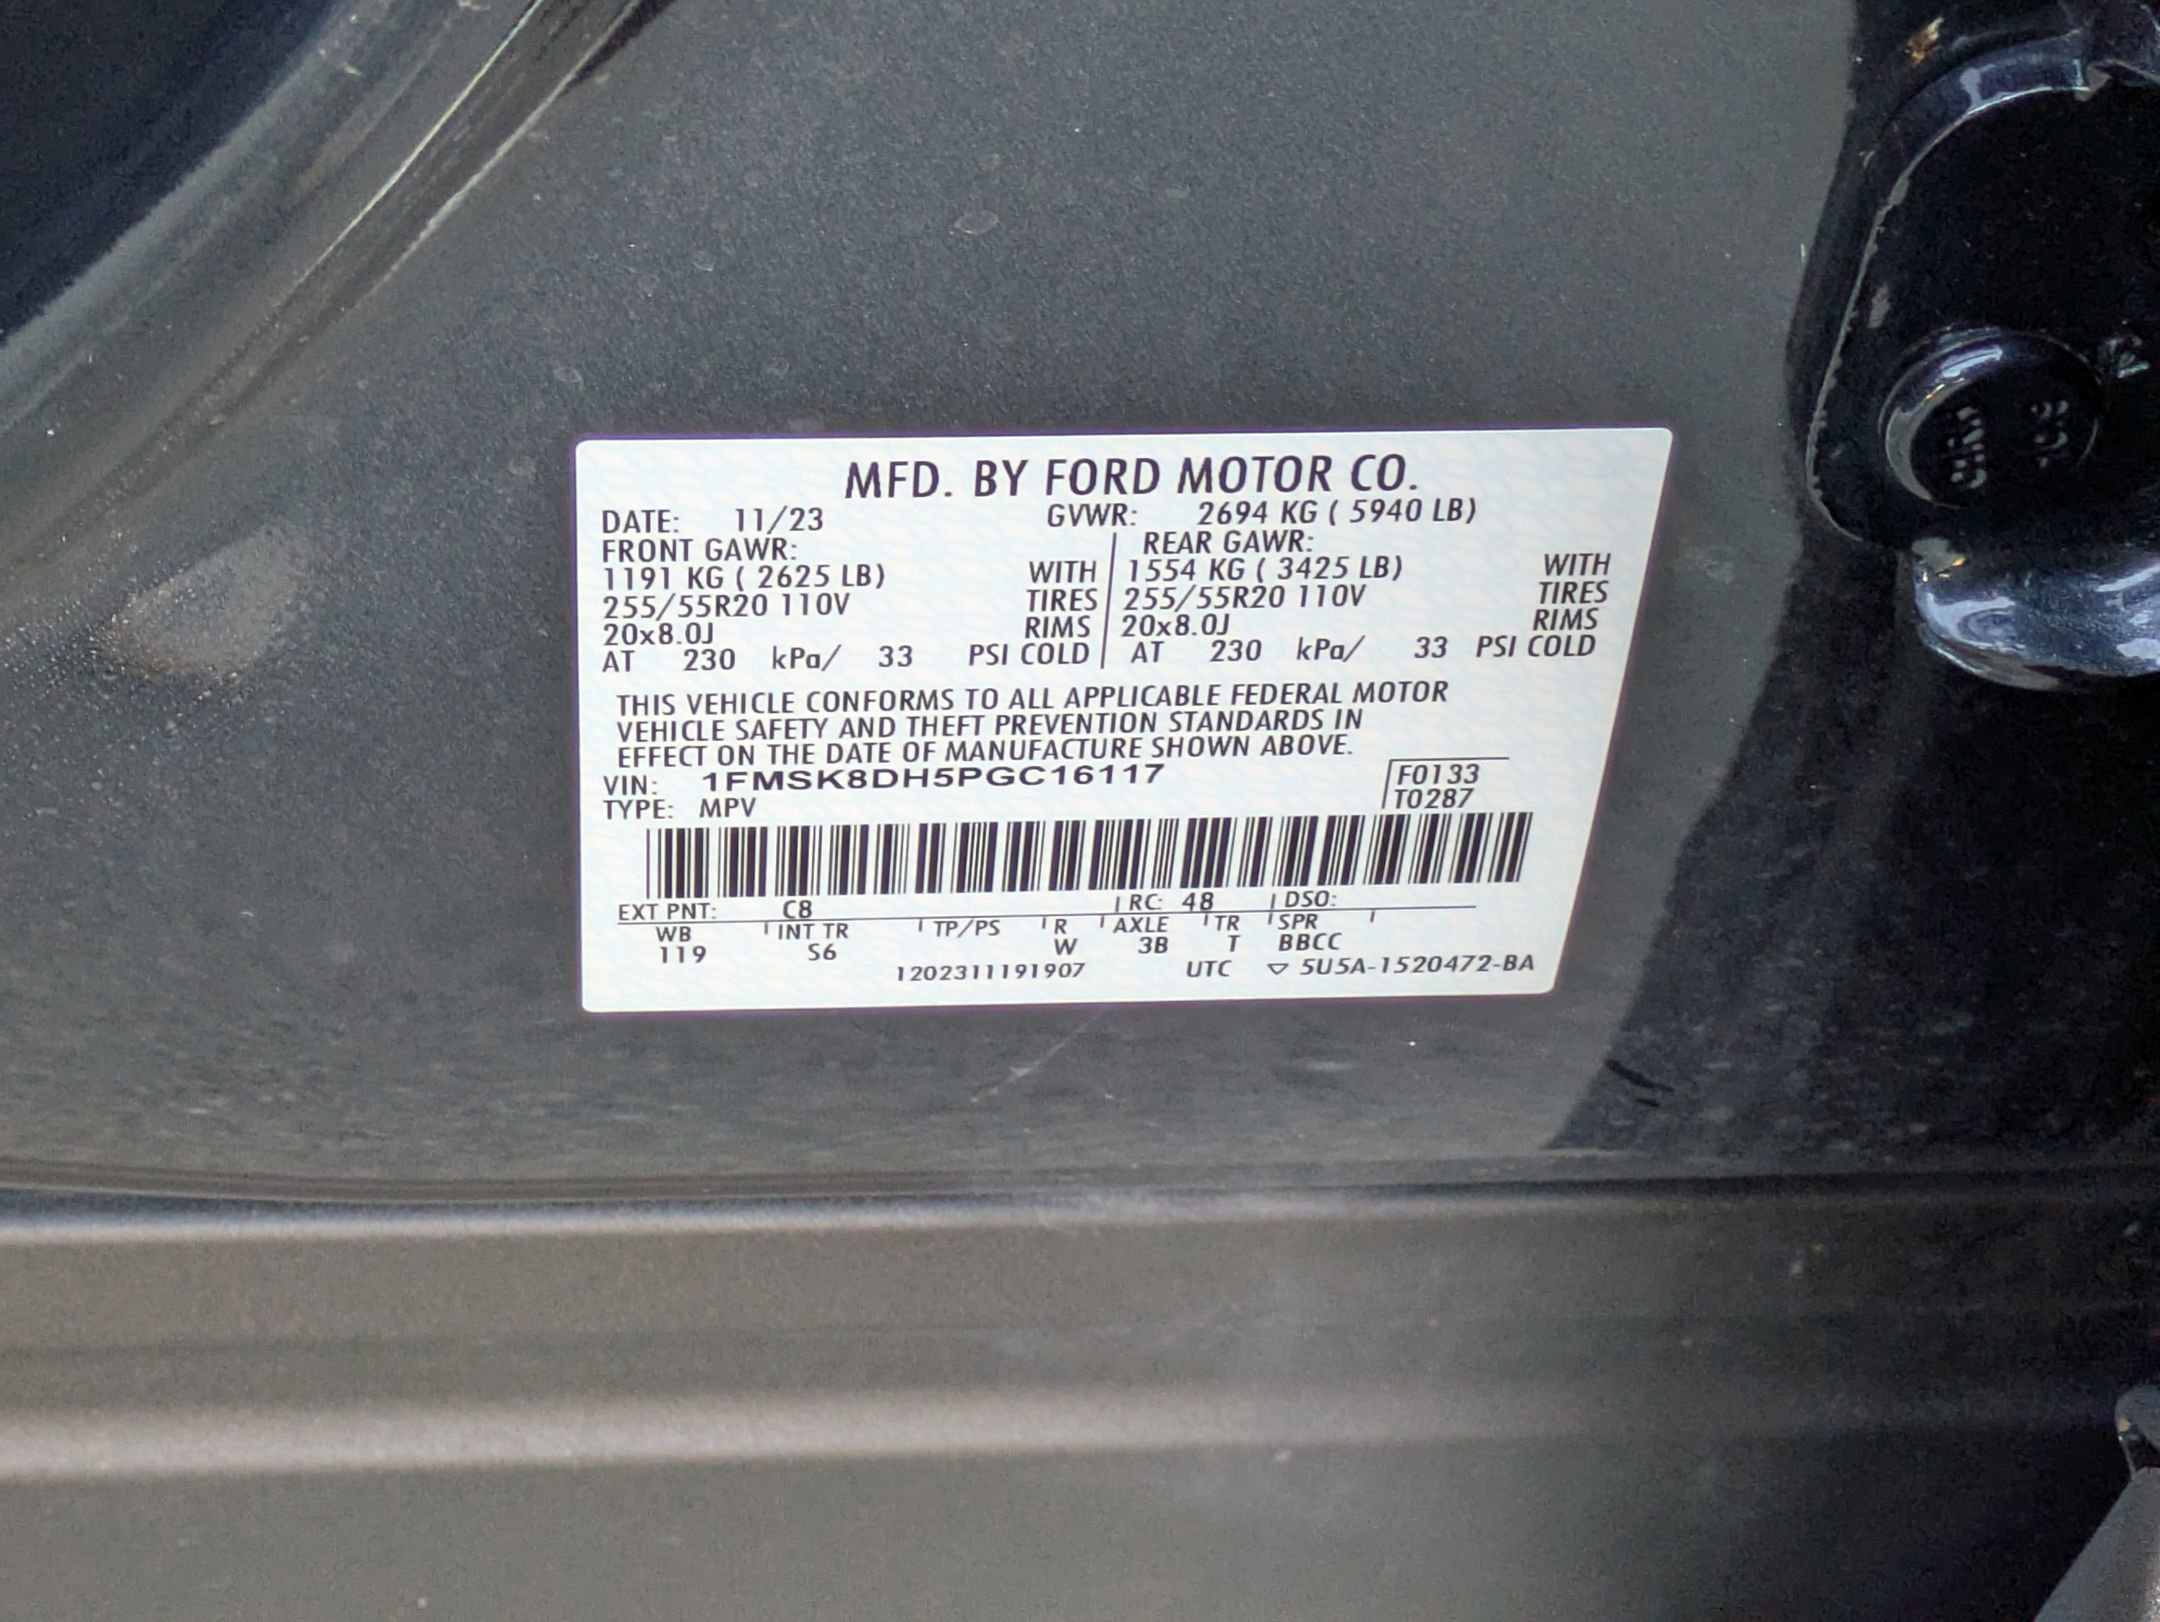 MFD. BY FORD MOTOR CO.
DATE: 11/23 GVWR: 2694 KG ( 5940 LB)
FRONT GAWR: REAR GAWR:
1191 KG ( 2625 LB) WITH 1554 KG ( 3425 LB) WITH
255/55R20 110V TIRES 255/55R20 110V TIRES
20x8.0J RIMS 20x8.0J RIMS
AT 230 kPa/ 33 PSI COLD AT 230 kPa/ 33 PSI COLD
THIS VEHICLE CONFORMS TO ALL APPLICABLE FEDERAL MOTOR
VEHICLE SAFETY AND THEFT PREVENTION STANDARDS IN
EFFECT ON THE DATE OF MANUFACTURE SHOWN ABOVE.
VIN: 1FMSK8DH5PGC16117 F0133
TYPE: MPV T0287
EXT PNT: C8 RC: 48 DSO:
WB INT TR TP/PS R AXLE TR SPR
119 S6 W 3B T BBCC
1202311191907 UTC ▽ 5U5A-1520472-BA